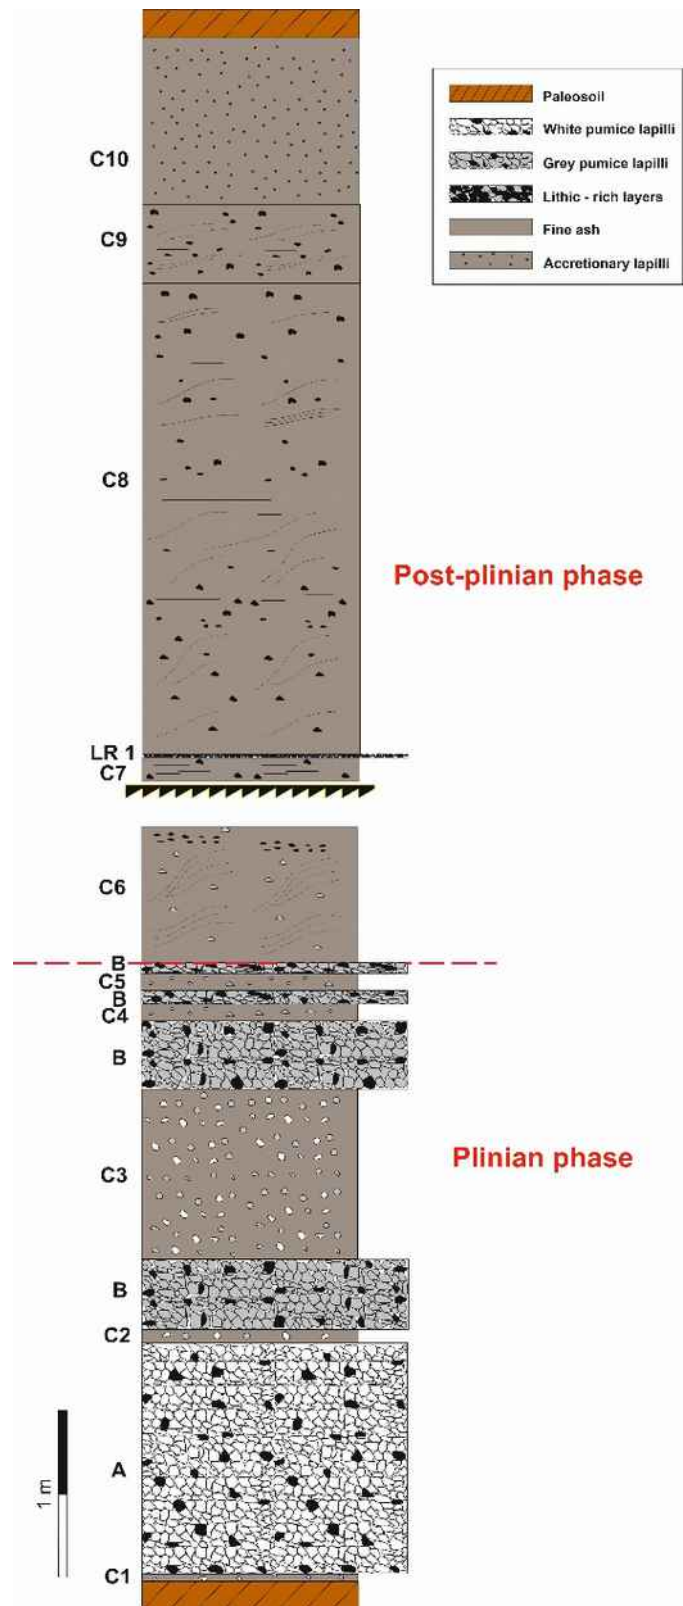 Paleosoil
White pumice lapilli
Grey pumice lapilli
Lithic - rich layers
Fine ash
Accretionary lapilli
C10
C9
C8
Post-plinian phase
LR 1
C7
C6
B
C5
B
C4
B
C3
Plinian phase
B
C2
A
1 m
C1